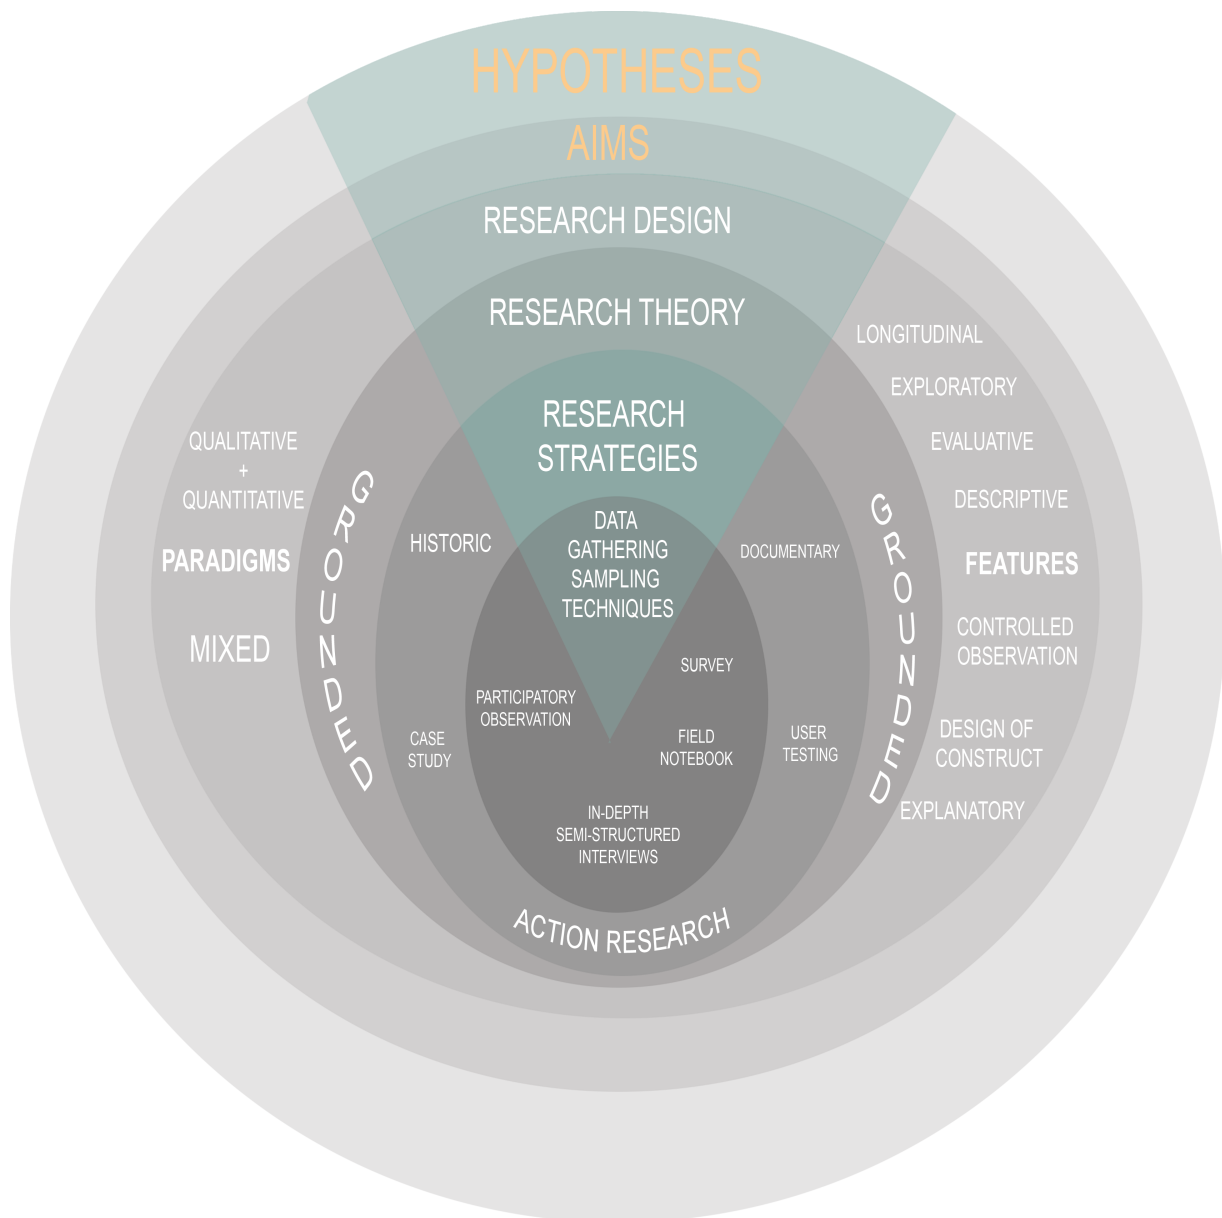 HYPOTHESES
AIMS
RESEARCH DESIGN
RESEARCH THEORY
RESEARCH
STRATEGIES
DATA
GATHERING
SAMPLING
TECHNIQUES
QUALITATIVE
+
QUANTITATIVE
PARADIGMS
MIXED
GROUNDED
HISTORIC
CASE
STUDY
PARTICIPATORY
OBSERVATION
SURVEY
FIELD
NOTEBOOK
IN-DEPTH
SEMI-STRUCTURED
INTERVIEWS
ACTION RESEARCH
DOCUMENTARY
USER
TESTING
GROUNDED
LONGITUDINAL
EXPLORATORY
EVALUATIVE
DESCRIPTIVE
FEATURES
CONTROLLED
OBSERVATION
DESIGN OF
CONSTRUCT
EXPLANATORY